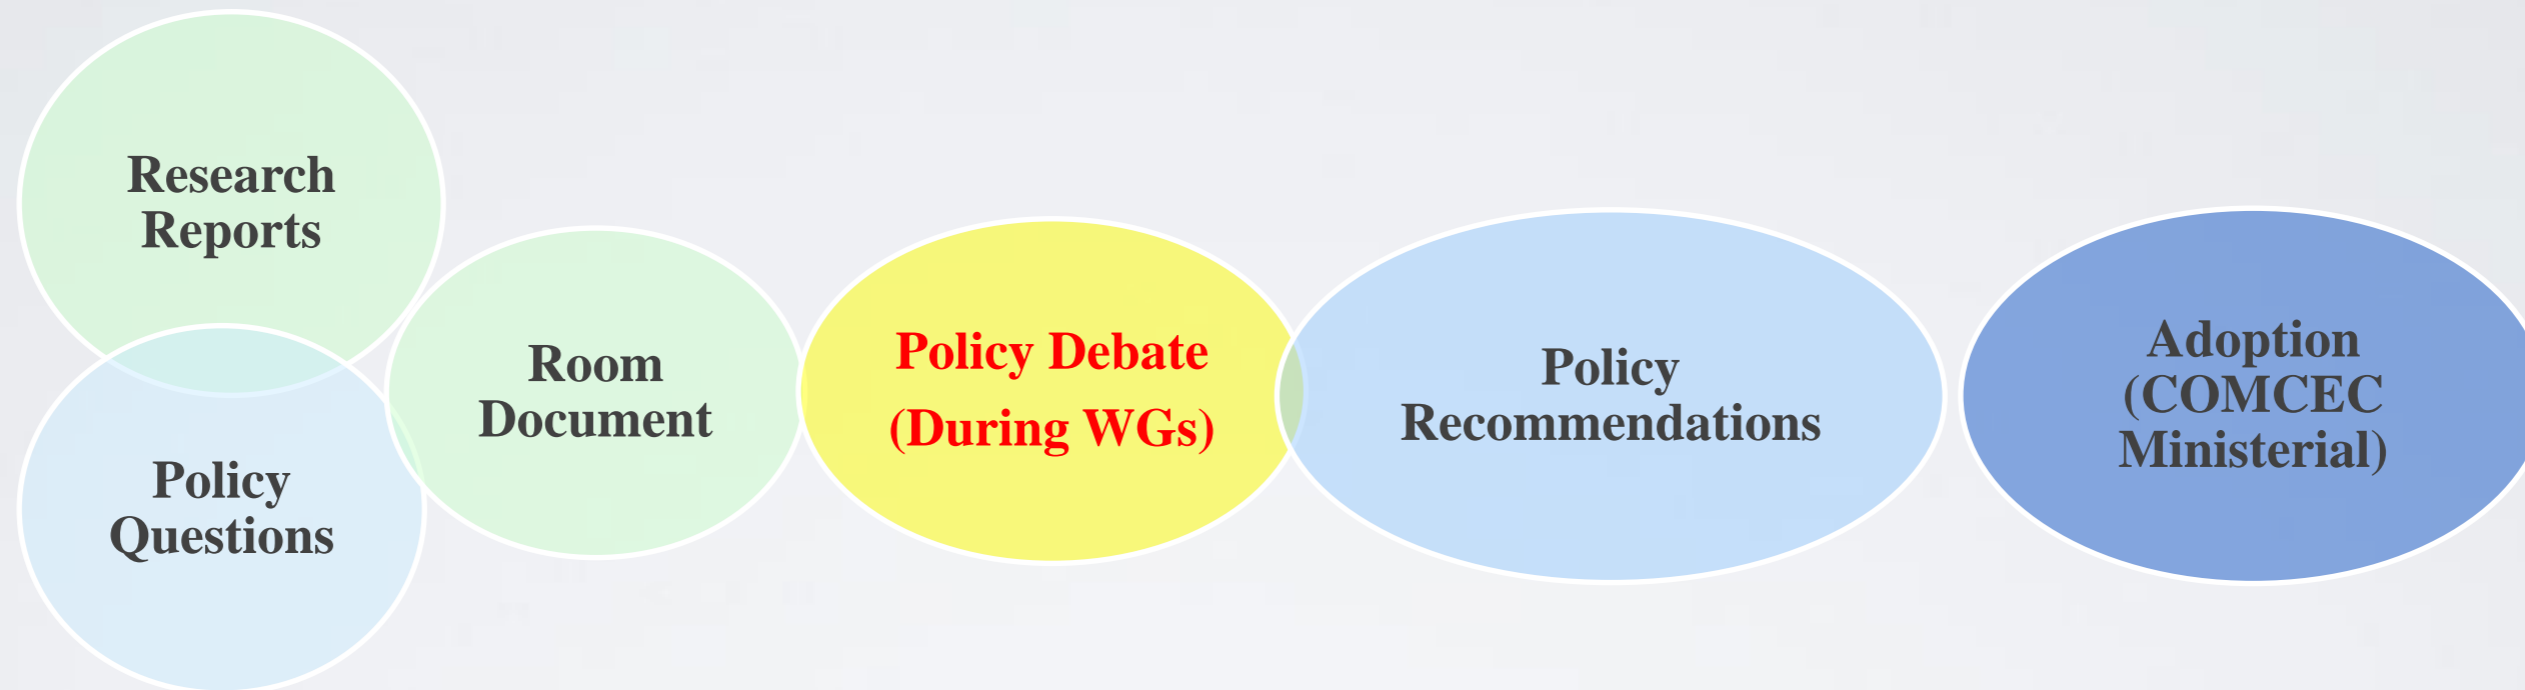 Research
Reports
Policy
Questions
Room
Document
Policy Debate
(During WGs)
Policy
Recommendations
Adoption
(COMCEC
Ministerial)